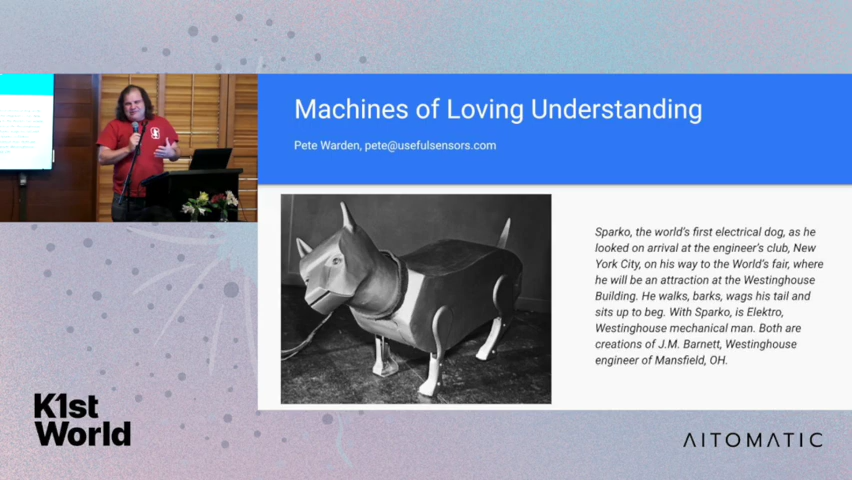 Machines of Loving Understanding
Pete Warden, pete@usefulsensors.com
Sparko, the world's first electrical dog, as he
looked on arrival at the engineer's club, New
York City, on his way to the World's fair, where
he will be an attraction at the Westinghouse
Building. He walks, barks, wags his tail and
sits up to beg. With Sparko, is Elektro,
Westinghouse mechanical man. Both are
creations of J.M. Barnett, Westinghouse
engineer of Mansfield, OH.
K1st
World
AITOMATIC